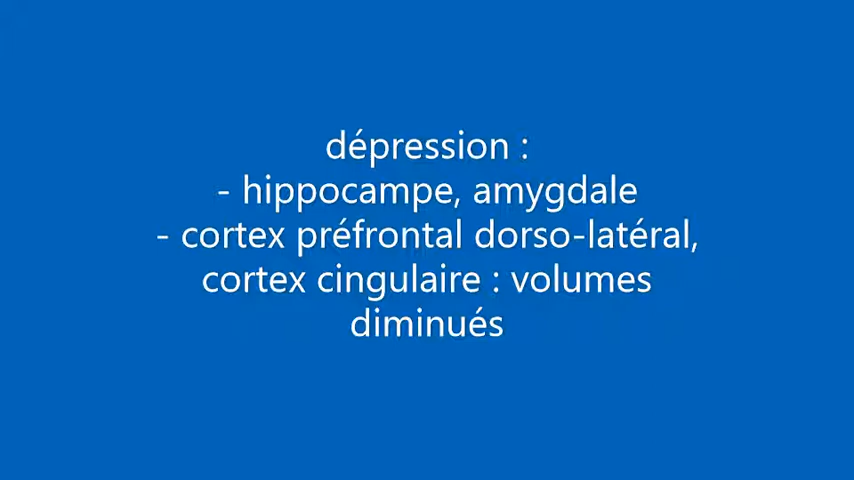 dépression :
- hippocampe, amygdale
- cortex préfrontal dorso-latéral,
cortex cingulaire : volumes
diminués